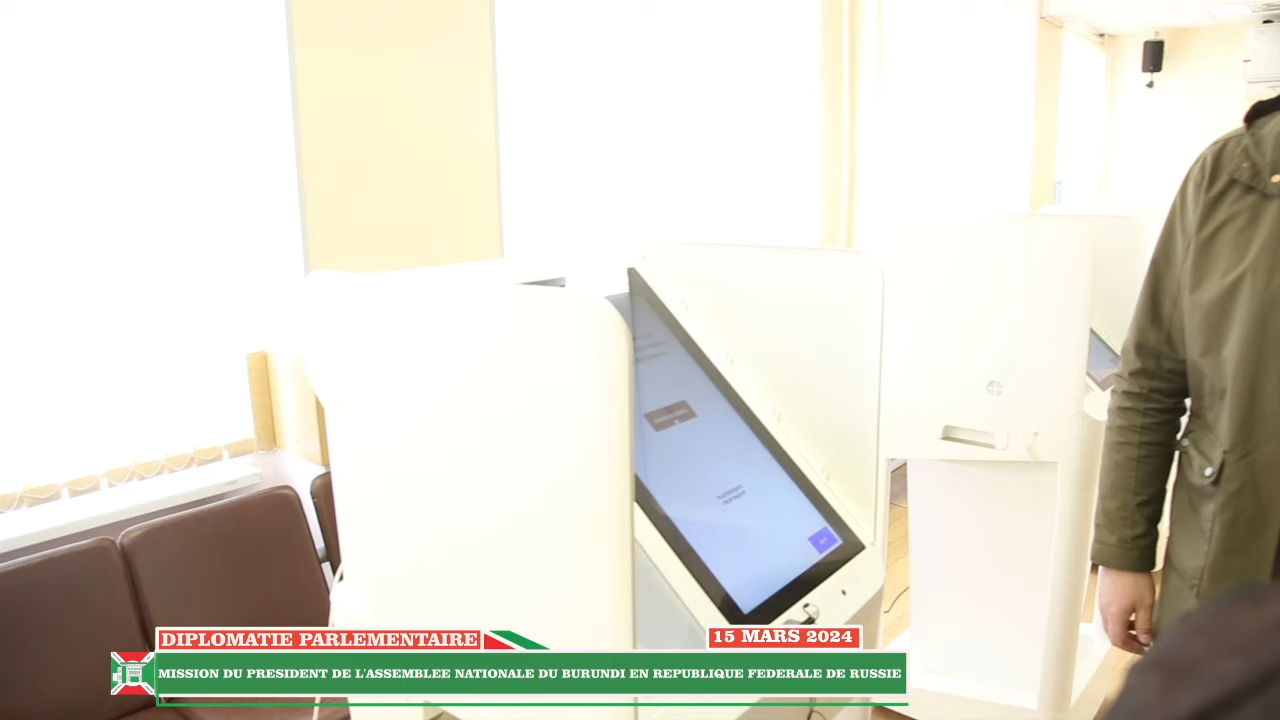 DIPLOMATIE PARLEMENTAIRE
15 MARS 2024
MISSION DU PRESIDENT DE L'ASSEMBLEE NATIONALE DU BURUNDI EN REPUBLIQUE FEDERALE DE RUSSIE